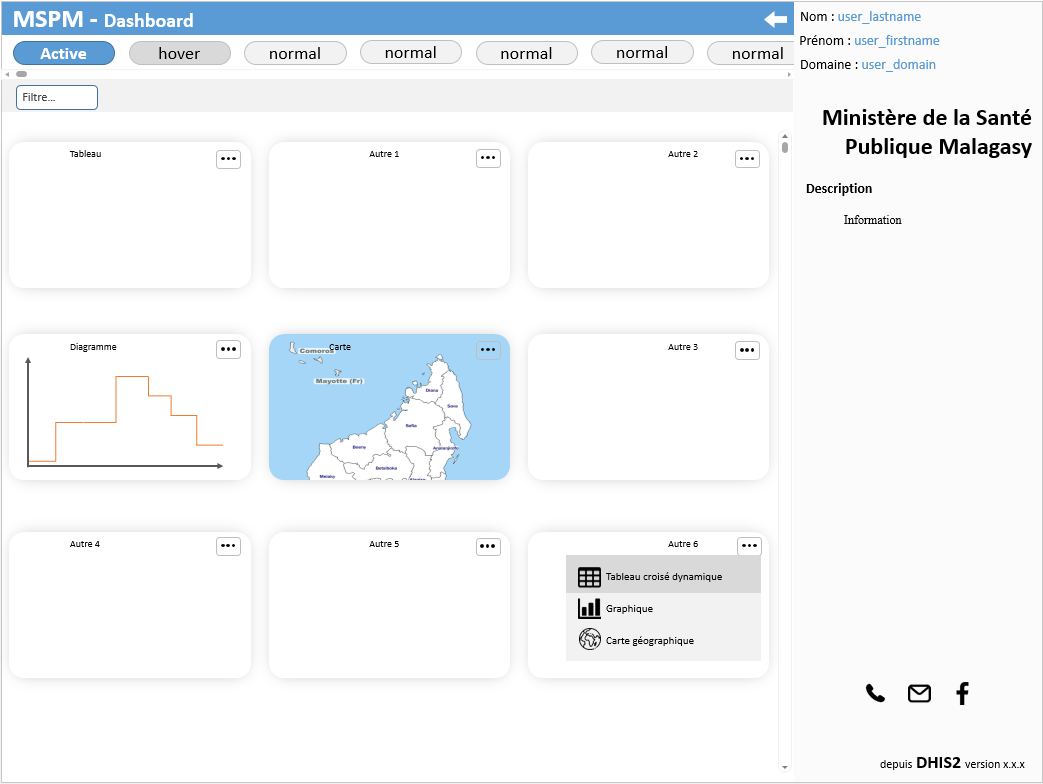 MSPM - Dashboard
Active
hover
normal
normal
normal
normal
normal
Filtre...
Tableau
•••
Autre 1
•••
Autre 2
•••
Diagramme
•••
Carte
•••
Comoros
Mayotte (Fr)
Diana
Sava
Sofia
Boeny
Betsiboka
Melaky
Autre 3
•••
Autre 4
•••
Autre 5
•••
Autre 6
•••
Tableau croisé dynamique
Graphique
Carte géographique
Nom : user_lastname
Prénom : user_firstname
Domaine : user_domain
Ministère de la Santé
Publique Malagasy
Description
Information
depuis DHIS2 version x.x.x